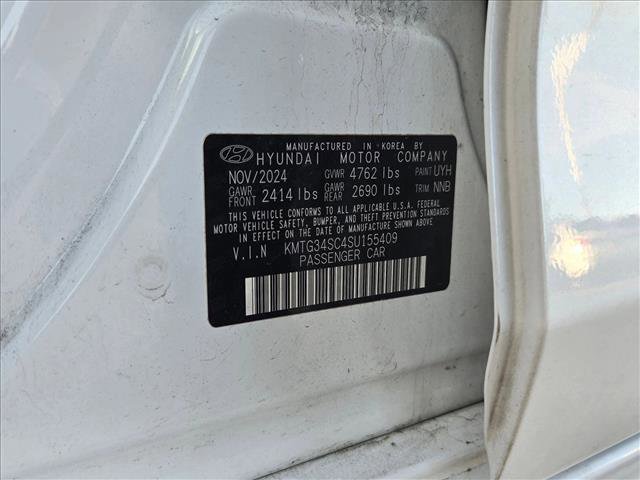 MANUFACTURED IN KOREA BY
HYUNDAI MOTOR COMPANY
NOV/2024 GVWR 4762 lbs PAINT UYH
GAWR FRONT 2414 lbs GAWR REAR 2690 lbs TRIM NNB
THIS VEHICLE CONFORMS TO ALL APPLICABLE U.S.A. FEDERAL
MOTOR VEHICLE SAFETY, BUMPER, AND THEFT PREVENTION STANDARDS
IN EFFECT ON THE DATE OF MANUFACTURE SHOWN ABOVE.
V.I.N KMTG34SC4SU155409
PASSENGER CAR